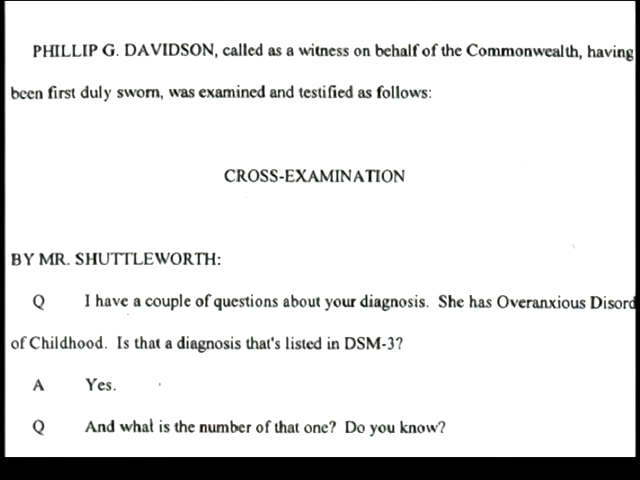 PHILLIP G. DAVIDSON, called as a witness on behalf of the Commonwealth, having
been first duly sworn, was examined and testified as follows:
CROSS-EXAMINATION
BY MR. SHUTTLEWORTH:
Q I have a couple of questions about your diagnosis. She has Overanxious Disord
of Childhood. Is that a diagnosis that's listed in DSM-3?
A Yes.
Q And what is the number of that one? Do you know?